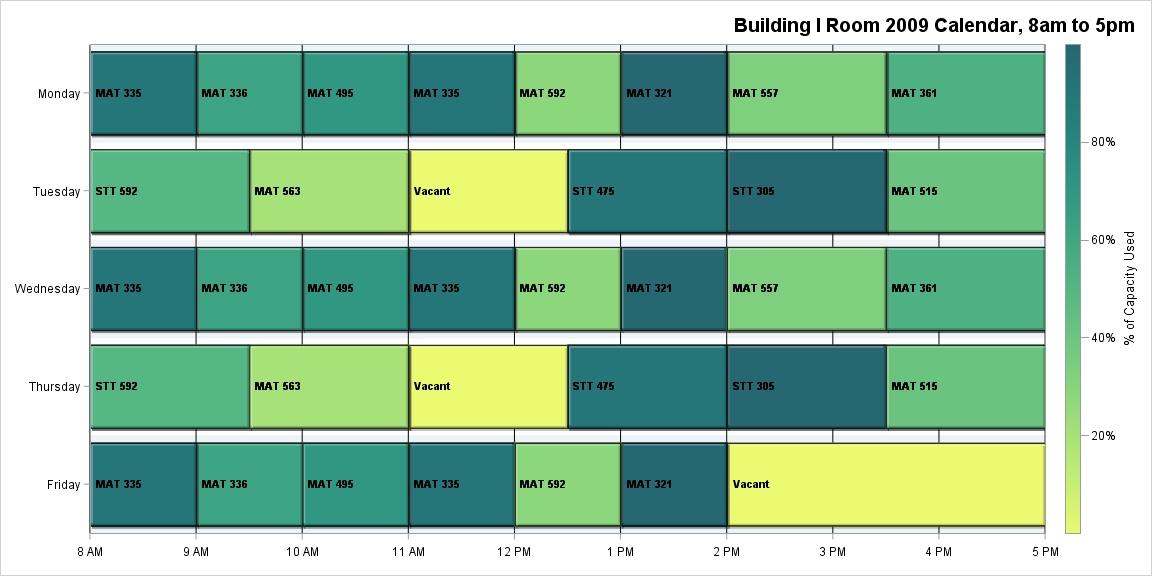 Building I Room 2009 Calendar, 8am to 5pm
Monday
MAT 335
MAT 336
MAT 495
MAT 335
MAT 592
MAT 321
MAT 557
MAT 361
Tuesday
STT 592
MAT 563
Vacant
STT 475
STT 305
MAT 515
Wednesday
MAT 335
MAT 336
MAT 495
MAT 335
MAT 592
MAT 321
MAT 557
MAT 361
Thursday
STT 592
MAT 563
Vacant
STT 475
STT 305
MAT 515
Friday
MAT 335
MAT 336
MAT 495
MAT 335
MAT 592
MAT 321
Vacant
8 AM
9 AM
10 AM
11 AM
12 PM
1 PM
2 PM
3 PM
4 PM
5 PM
80%
60%
40%
20%
% of Capacity Used